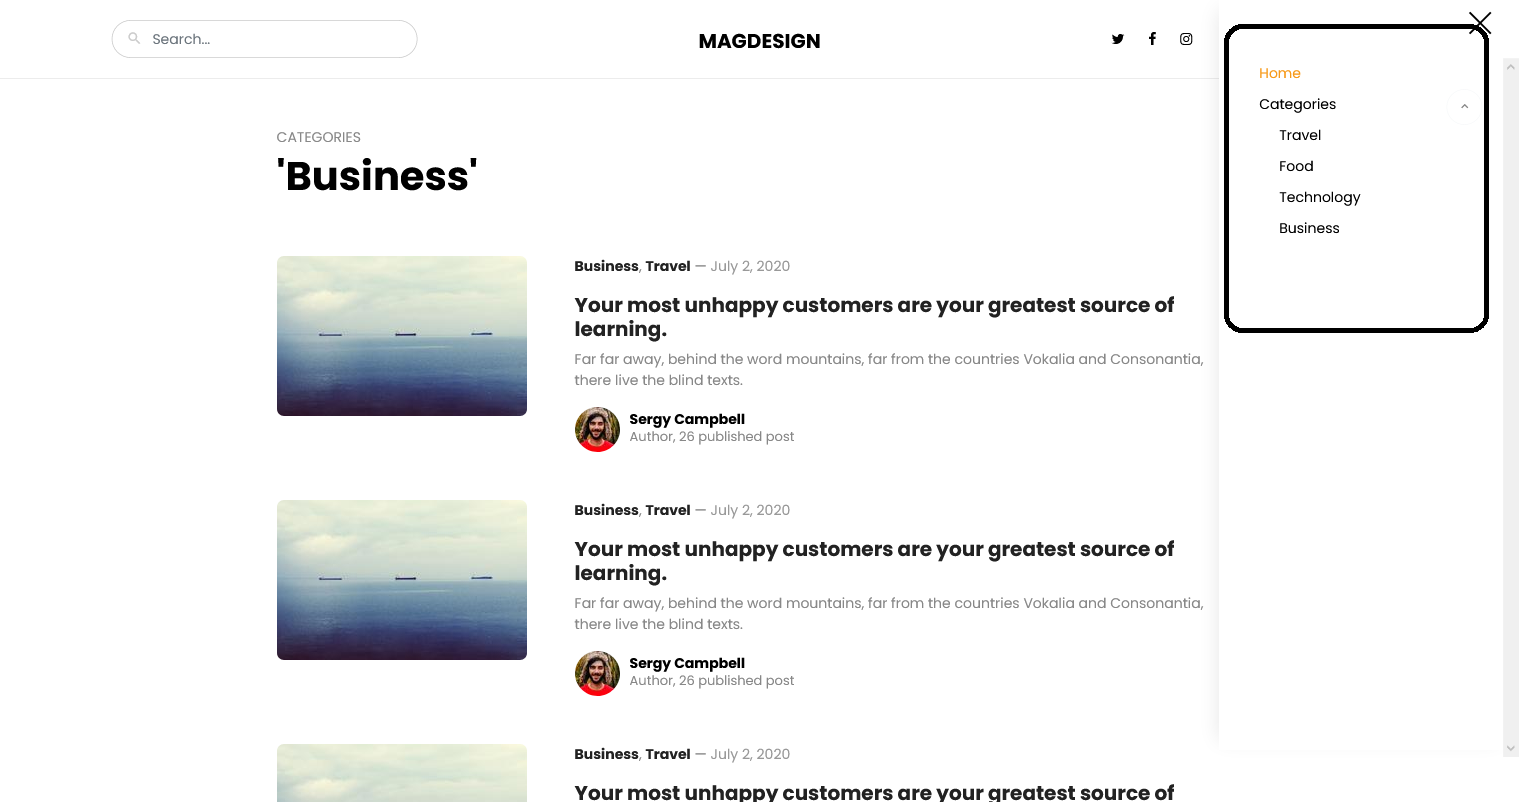 Search...
MAGDESIGN
Home
Categories
Travel
Food
Technology
Business
CATEGORIES
'Business'
Business, Travel — July 2, 2020
Your most unhappy customers are your greatest source of
learning.
Far far away, behind the word mountains, far from the countries Vokalia and Consonantia,
there live the blind texts.
Sergy Campbell
Author, 26 published post
Business, Travel — July 2, 2020
Your most unhappy customers are your greatest source of
learning.
Far far away, behind the word mountains, far from the countries Vokalia and Consonantia,
there live the blind texts.
Sergy Campbell
Author, 26 published post
Business, Travel — July 2, 2020
Your most unhappy customers are your greatest source of